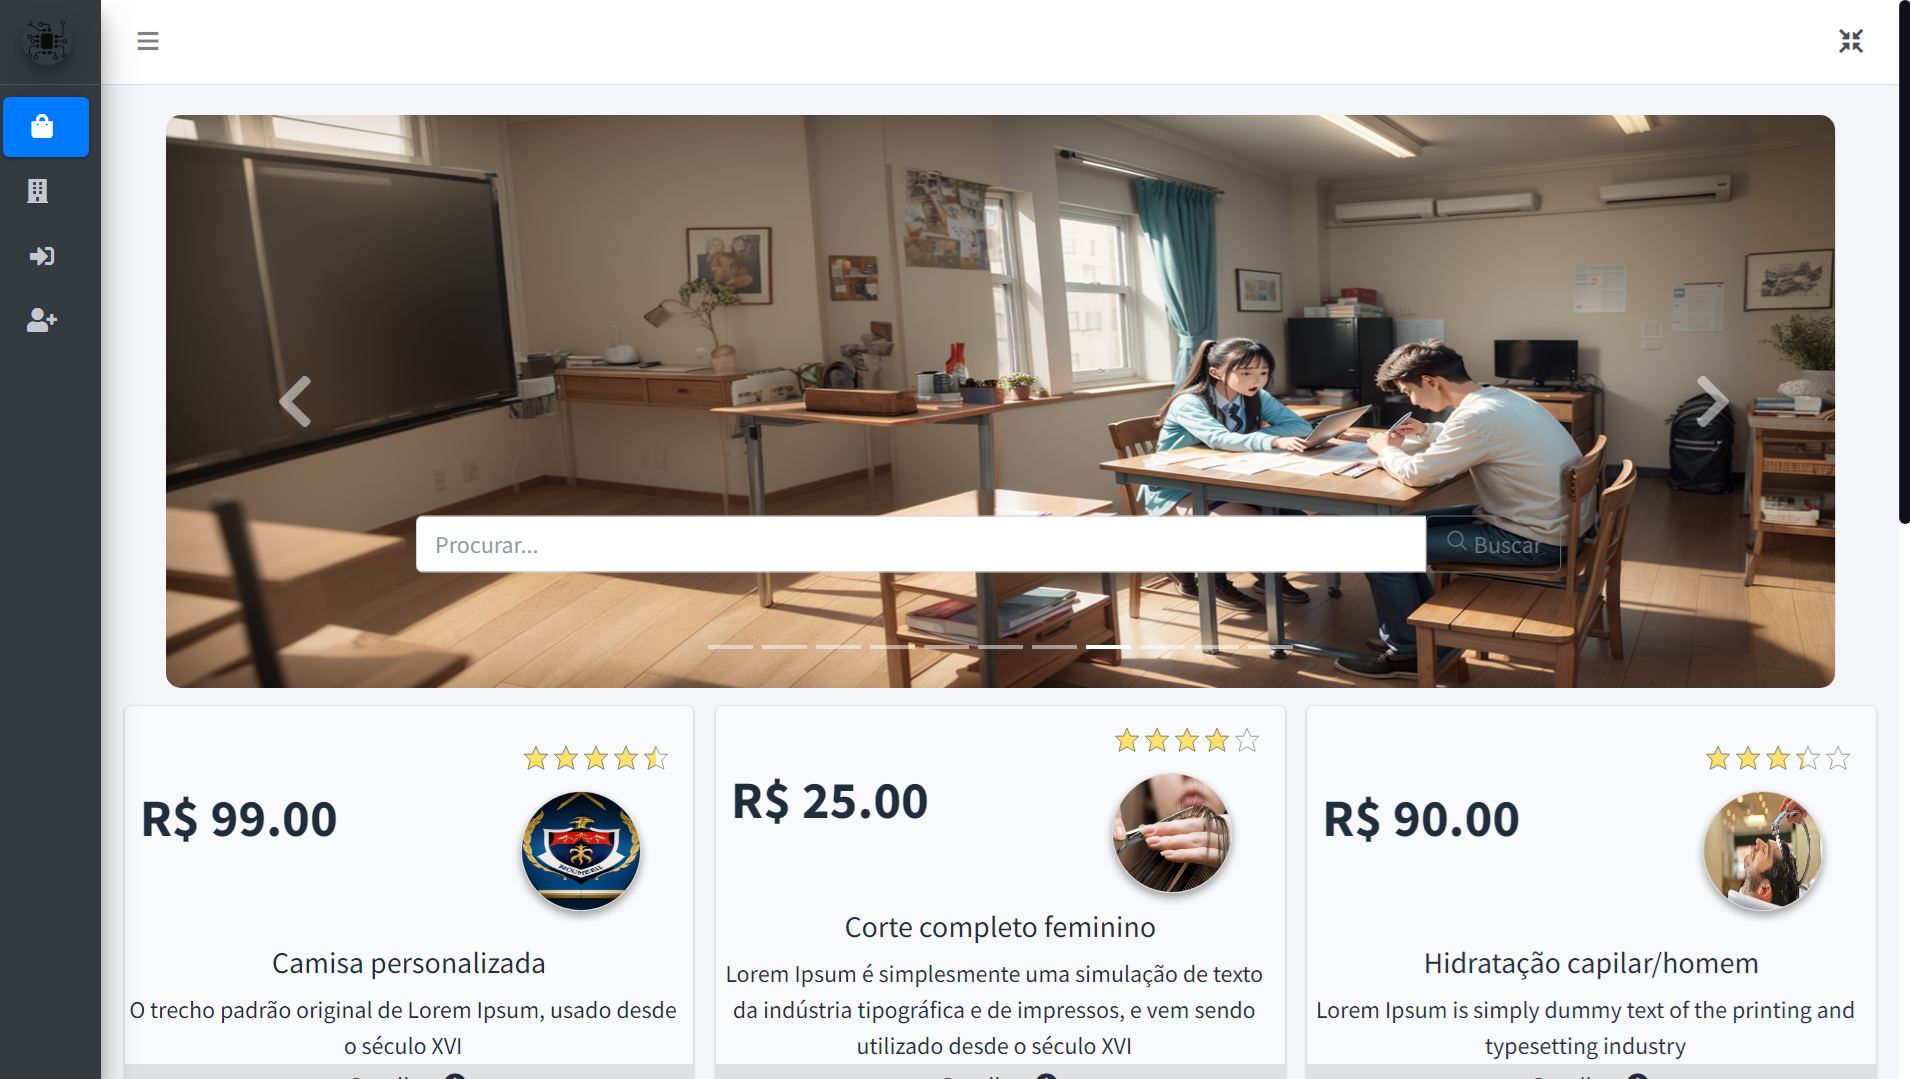 Procurar...
Buscar
R$ 99.00
Camisa personalizada
O trecho padrão original de Lorem Ipsum, usado desde
o século XVI
R$ 25.00
Corte completo feminino
Lorem Ipsum é simplesmente uma simulação de texto
da indústria tipográfica e de impressos, e vem sendo
utilizado desde o século XVI
R$ 90.00
Hidratação capilar/homem
Lorem Ipsum is simply dummy text of the printing and
typesetting industry